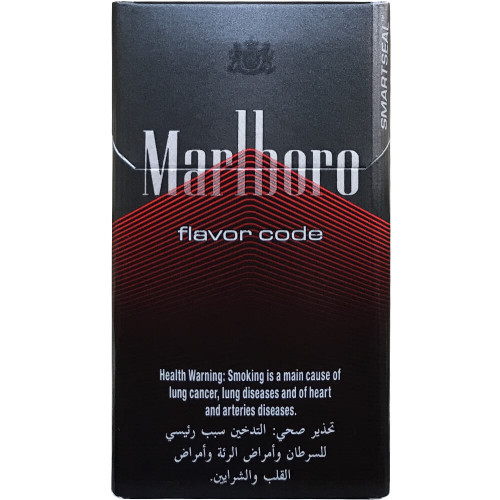 SMARTSEAL
Marlboro
flavor code
Health Warning: Smoking is a main cause of
lung cancer, lung diseases and of heart
and arteries diseases.
تحذير صحي: التدخين سبب رئيسي
للسرطان وأمراض الرئة وأمراض
القلب والشرايين.